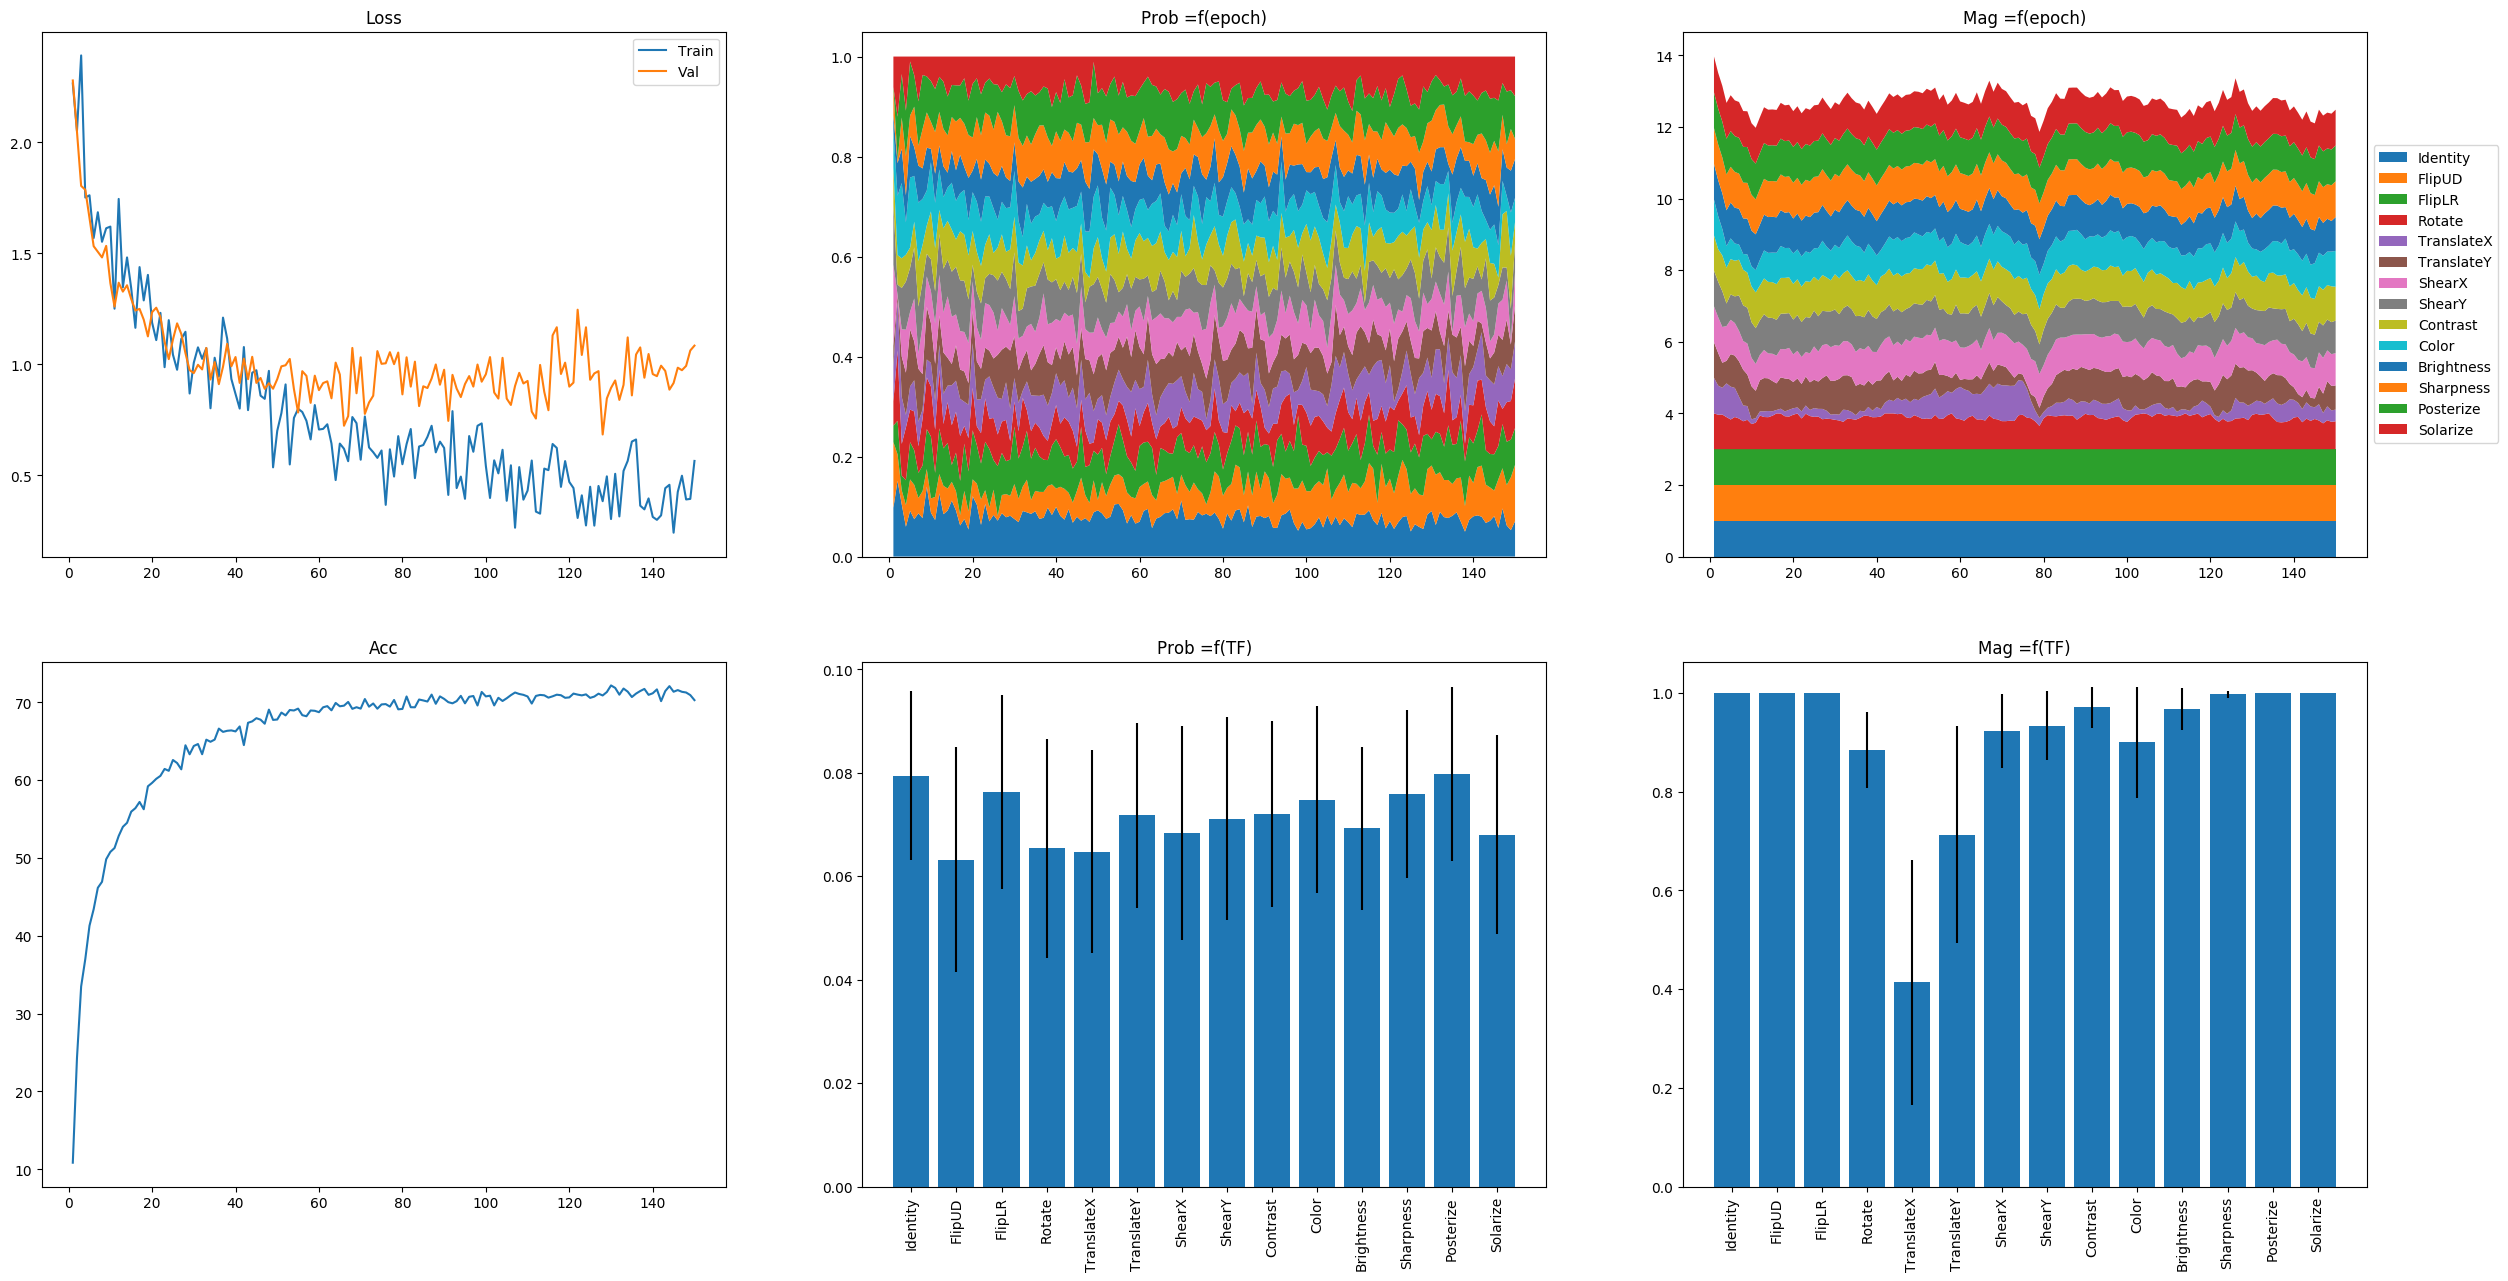 Loss
Train
Val
2.0
1.5
1.0
0.5
0 20 40 60 80 100 120 140
Prob =f(epoch)
1.0
0.8
0.6
0.4
0.2
0.0
0 20 40 60 80 100 120 140
Mag =f(epoch)
14
12
10
8
6
4
2
0
0 20 40 60 80 100 120 140
Identity
FlipUD
FlipLR
Rotate
TranslateX
TranslateY
ShearX
ShearY
Contrast
Color
Brightness
Sharpness
Posterize
Solarize
Acc
70
60
50
40
30
20
10
0 20 40 60 80 100 120 140
Prob =f(TF)
0.10
0.08
0.06
0.04
0.02
0.00
Identity
FlipUD
FlipLR
Rotate
TranslateX
TranslateY
ShearX
ShearY
Contrast
Color
Brightness
Sharpness
Posterize
Solarize
Mag =f(TF)
1.0
0.8
0.6
0.4
0.2
0.0
Identity
FlipUD
FlipLR
Rotate
TranslateX
TranslateY
ShearX
ShearY
Contrast
Color
Brightness
Sharpness
Posterize
Solarize